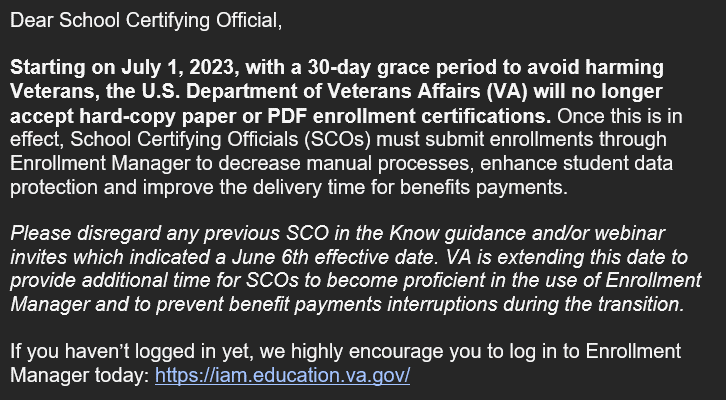 Dear School Certifying Official,
Starting on July 1, 2023, with a 30-day grace period to avoid harming
Veterans, the U.S. Department of Veterans Affairs (VA) will no longer
accept hard-copy paper or PDF enrollment certifications. Once this is in
effect, School Certifying Officials (SCOs) must submit enrollments through
Enrollment Manager to decrease manual processes, enhance student data
protection and improve the delivery time for benefits payments.
Please disregard any previous SCO in the Know guidance and/or webinar
invites which indicated a June 6th effective date. VA is extending this date to
provide additional time for SCOs to become proficient in the use of Enrollment
Manager and to prevent benefit payments interruptions during the transition.
If you haven’t logged in yet, we highly encourage you to log in to Enrollment
Manager today: https://iam.education.va.gov/